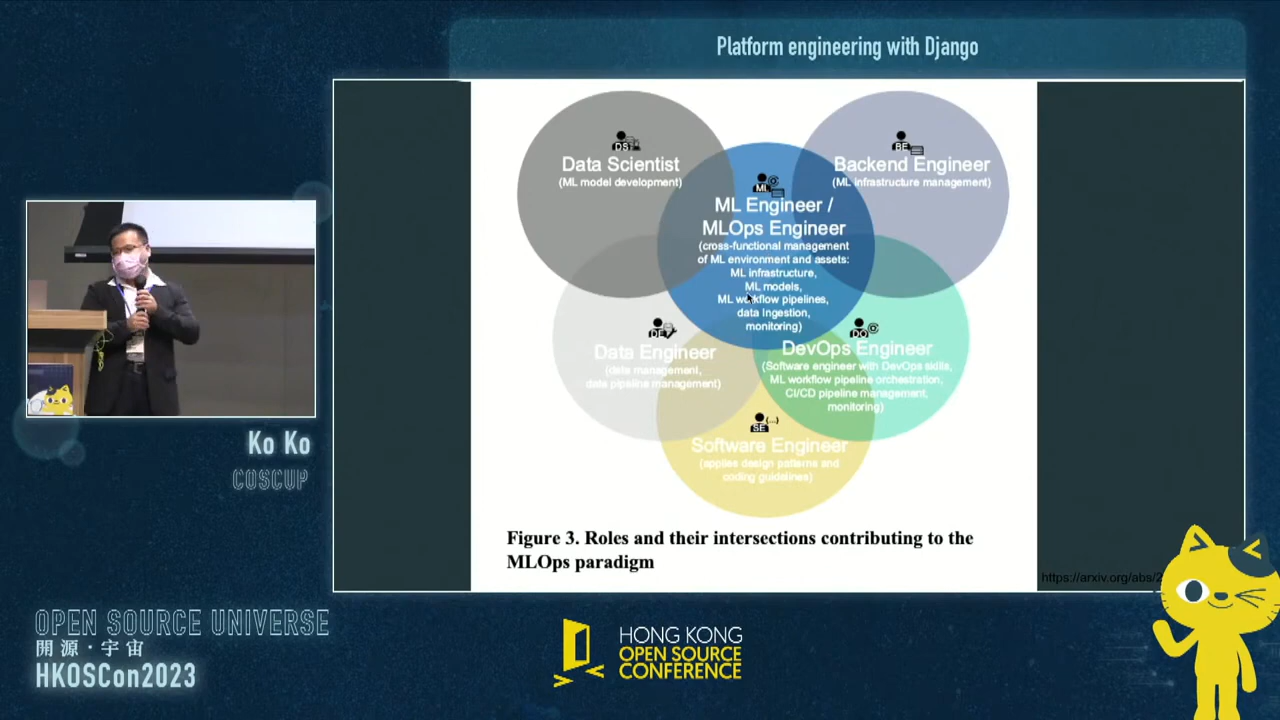 Platform engineering with Django
DS
Data Scientist
(ML model development)
BE
Backend Engineer
(ML infrastructure management)
ML
ML Engineer /
MLOps Engineer
(cross-functional management
of ML environment and assets:
ML infrastructure,
ML models,
ML workflow pipelines,
data Ingestion,
monitoring)
DE
Data Engineer
(data management,
data pipeline management)
DO
DevOps Engineer
(Software engineer with DevOps skills,
ML workflow pipeline orchestration,
CI/CD pipeline management,
monitoring)
SE
Software Engineer
(applies design patterns and
coding guidelines)
Figure 3. Roles and their intersections contributing to the
MLOps paradigm
https://arxiv.org/abs/2
Ko Ko
COSCUP
OPEN SOURCE UNIVERSE
開源·宇宙
HKOSCon2023
HONG KONG
OPEN SOURCE
CONFERENCE